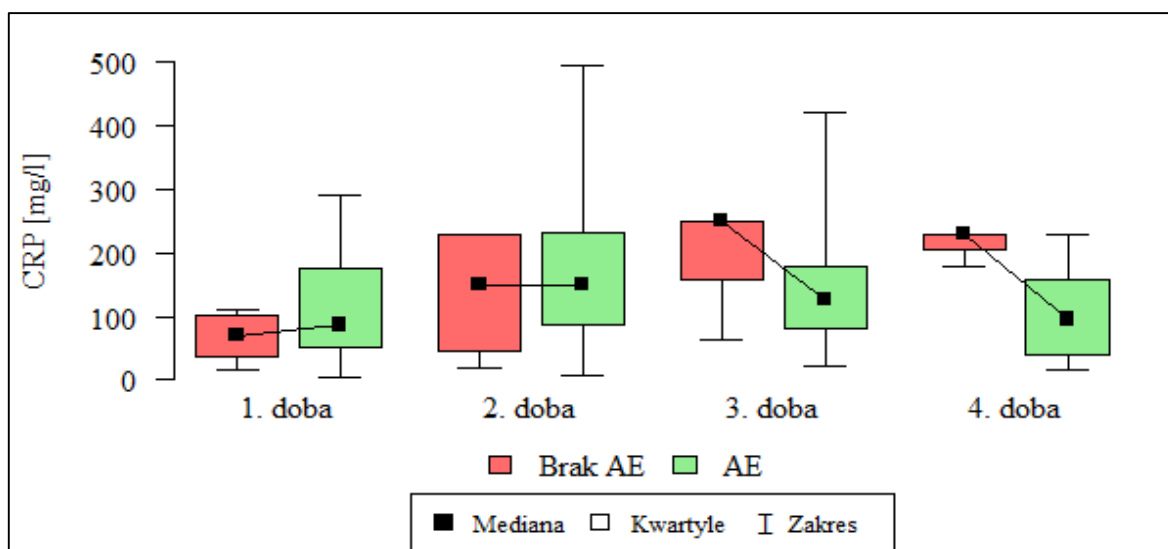 CRP [mg/l]
500
400
300
200
100
0
1. doba 2. doba 3. doba 4. doba
Brak AE AE
Mediana Kwartyle Zakres